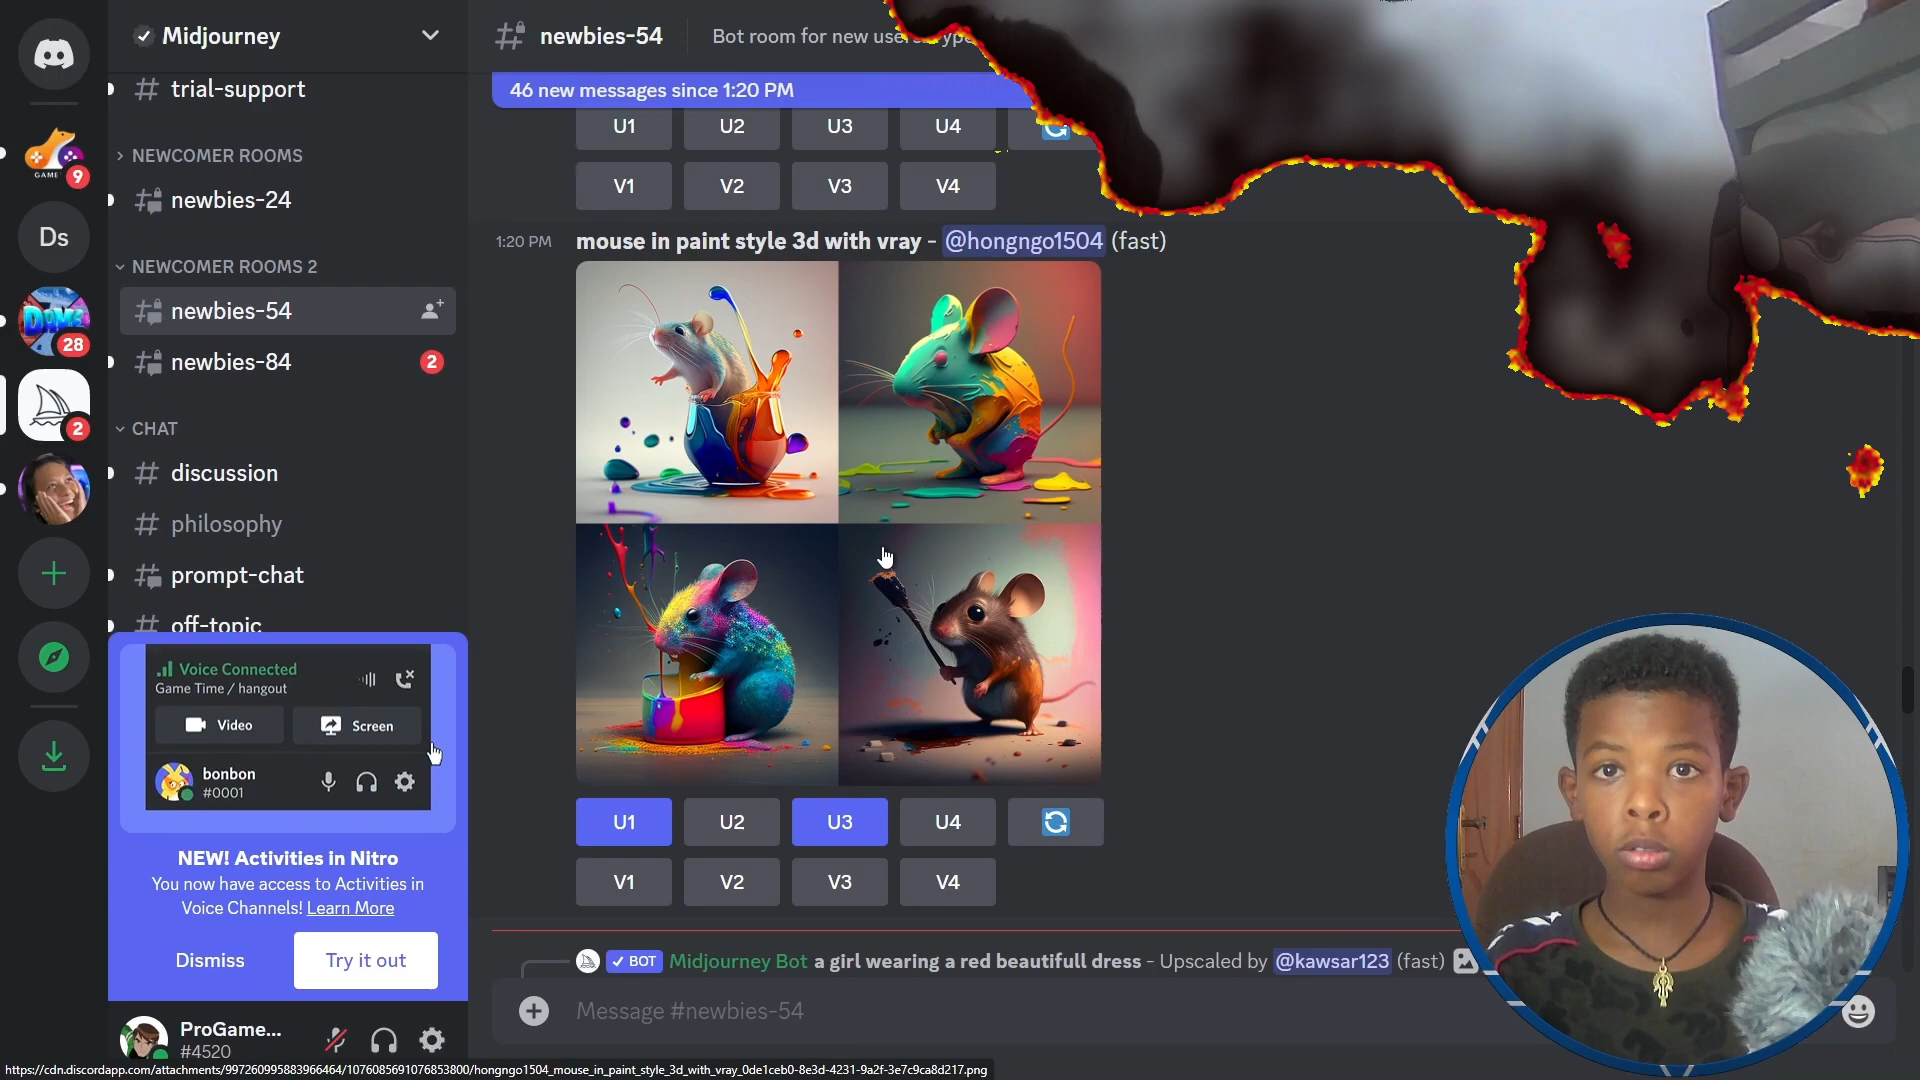 Midjourney
trial-support
NEWCOMER ROOMS
newbies-24
NEWCOMER ROOMS 2
newbies-54
newbies-84
2
CHAT
discussion
philosophy
prompt-chat
off-topic
GAME
9
Ds
DOME
28
2
Voice Connected
Game Time / hangout
Video
Screen
bonbon
#0001
NEW! Activities in Nitro
You now have access to Activities in
Voice Channels! Learn More
Dismiss
Try it out
ProGame...
#4520
newbies-54
Bot room for new users. Type
46 new messages since 1:20 PM
U1 U2 U3 U4
V1 V2 V3 V4
1:20 PM
mouse in paint style 3d with vray - @hongngo1504 (fast)
U1 U2 U3 U4
V1 V2 V3 V4
BOT Midjourney Bot a girl wearing a red beautifull dress - Upscaled by @kawsar123 (fast)
Message #newbies-54
https://cdn.discordapp.com/attachments/997260995883966464/1076085691076853800/hongngo1504_mouse_in_paint_style_3d_with_vray_0de1ceb0-8e3d-4231-9a2f-3e7c9ca8d217.png